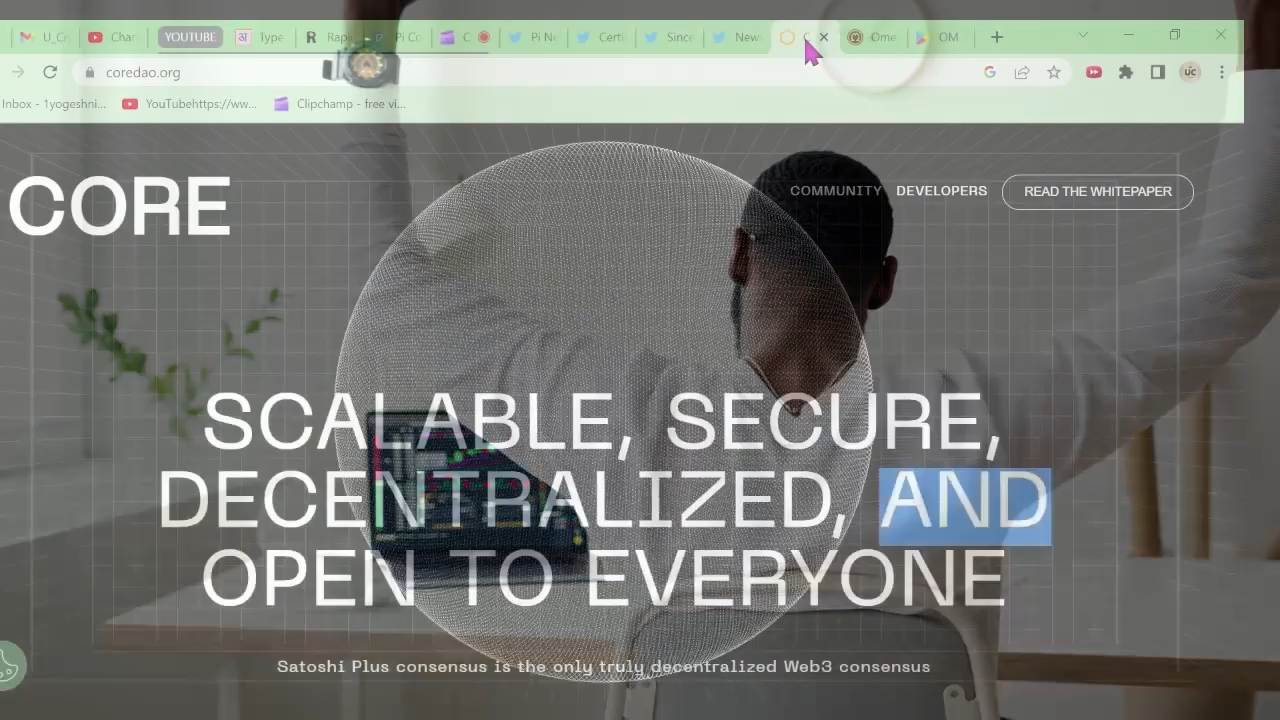 U_Cr
Chan
YOUTUBE
Type
Rapi
Pi Co
C
Pi Ne
Certi
Since
News
C
Ome
OM
coredao.org
Inbox - 1yogeshni...
YouTubehttps://ww...
Clipchamp - free vi...
CORE
COMMUNITY
DEVELOPERS
READ THE WHITEPAPER
SCALABLE, SECURE,
DECENTRALIZED, AND
OPEN TO EVERYONE
Satoshi Plus consensus is the only truly decentralized Web3 consensus